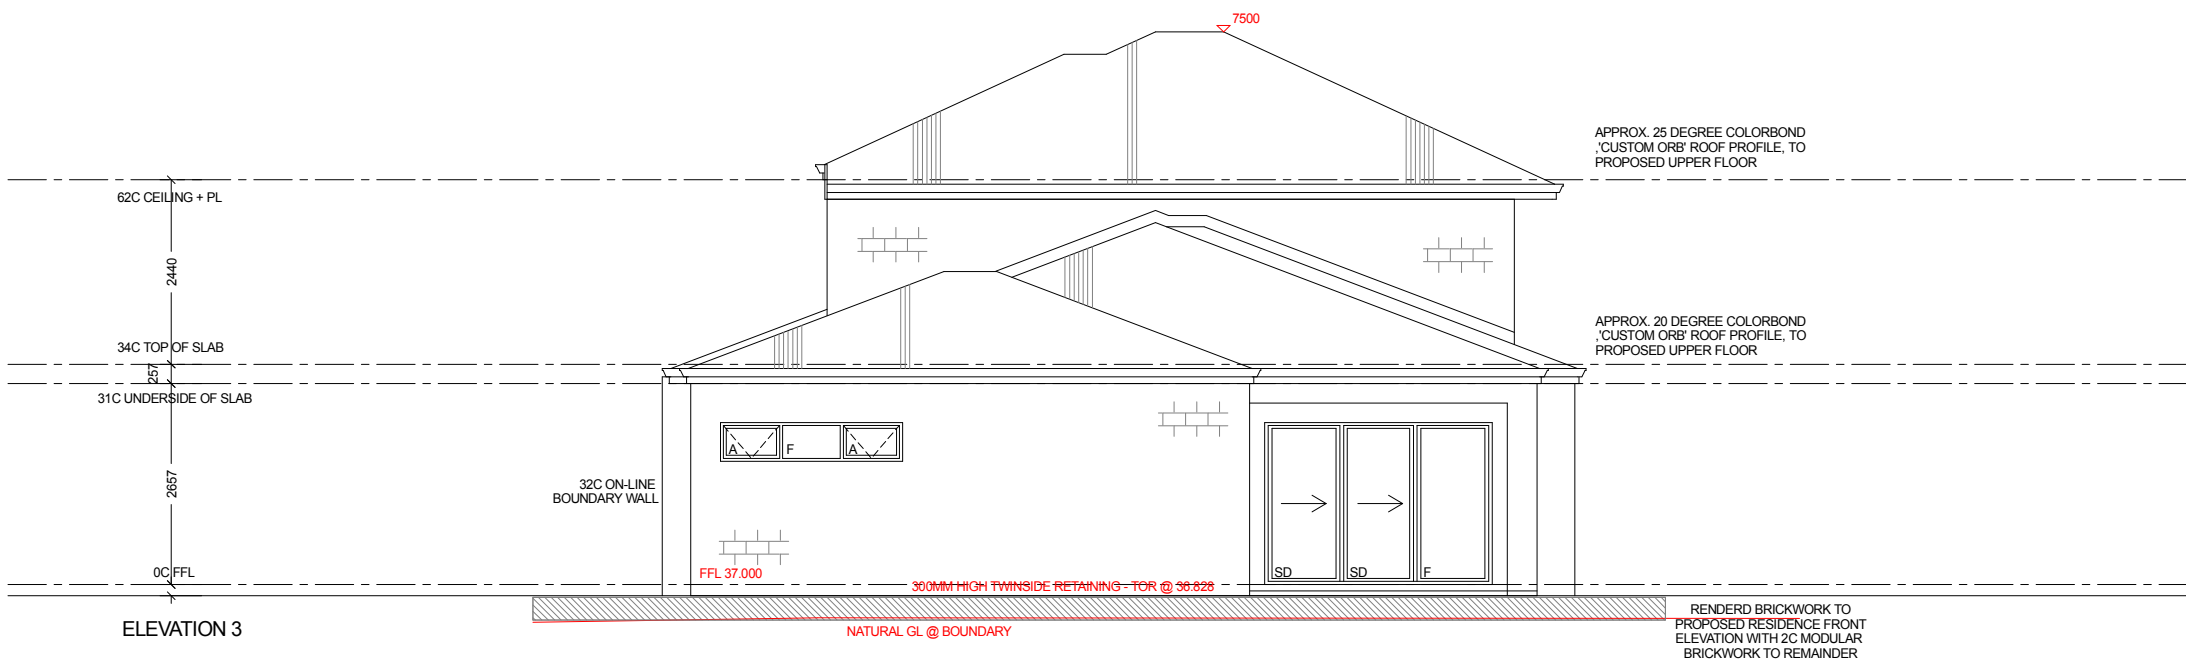 7500
APPROX. 25 DEGREE COLORBOND
,'CUSTOM ORB' ROOF PROFILE, TO
PROPOSED UPPER FLOOR
62C CEILING + PL
2440
34C TOP OF SLAB
257
31C UNDERSIDE OF SLAB
APPROX. 20 DEGREE COLORBOND
,'CUSTOM ORB' ROOF PROFILE, TO
PROPOSED UPPER FLOOR
A F A
2657
32C ON-LINE
BOUNDARY WALL
0C FFL
FFL 37.000
SD SD F
300MM HIGH TWINSIDE RETAINING - TOR @ 36.828
ELEVATION 3
NATURAL GL @ BOUNDARY
RENDERD BRICKWORK TO
PROPOSED RESIDENCE FRONT
ELEVATION WITH 2C MODULAR
BRICKWORK TO REMAINDER